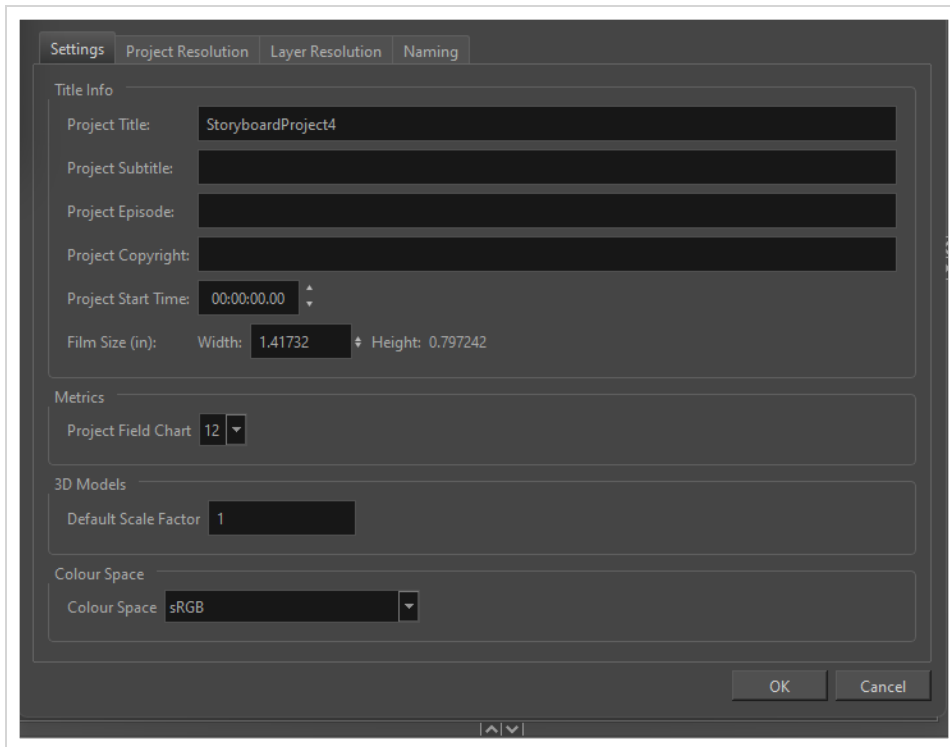 Settings Project Resolution Layer Resolution Naming
Title Info
Project Title: StoryboardProject4
Project Subtitle:
Project Episode:
Project Copyright:
Project Start Time: 00:00:00.00
Film Size (in): Width: 1.41732 Height: 0.797242
Metrics
Project Field Chart 12
3D Models
Default Scale Factor 1
Colour Space
Colour Space sRGB
OK Cancel